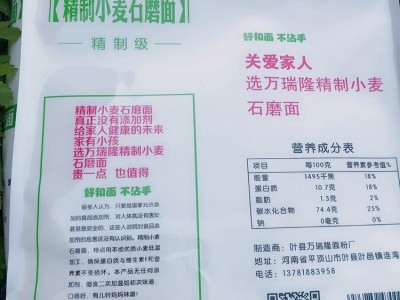 【精制小麦石磨面】
精制级
好和面 不沾手
关爱家人
选万瑞隆精制小麦
石磨面
精制小麦石磨面
真正没有添加剂
给家人健康的未来
家有小孩
选万瑞隆精制小麦
石磨面
贵一点 也值得
好和面 不沾手
营养成分表
项目 每100克 营养素参考值%
能量 1495千焦 18%
蛋白质 10.7克 18%
脂肪 1.3克 2%
碳水化合物 74.4克 25%
钠 0毫克 0%
制造商：叶县万瑞隆面粉厂
地址：河南省平顶山市叶县叶邑镇连湾
电话：13781883958